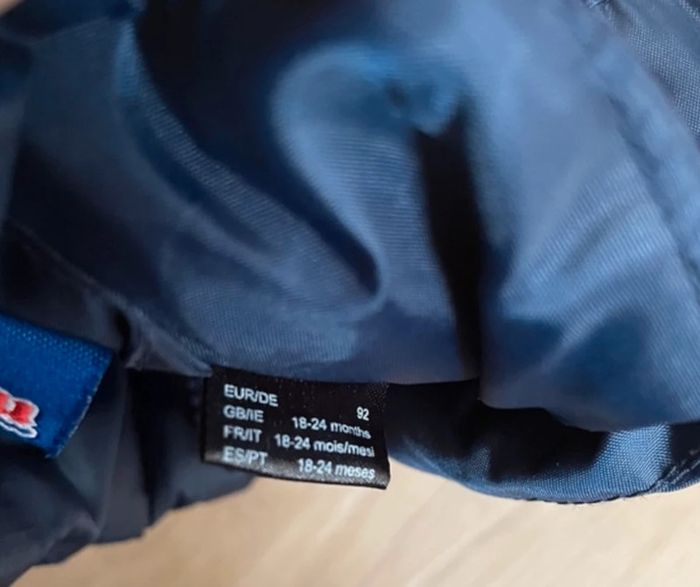 EUR/DE 92
GB/IE 18-24 months
FR/IT 18-24 mois/mesi
ES/PT 18-24 meses